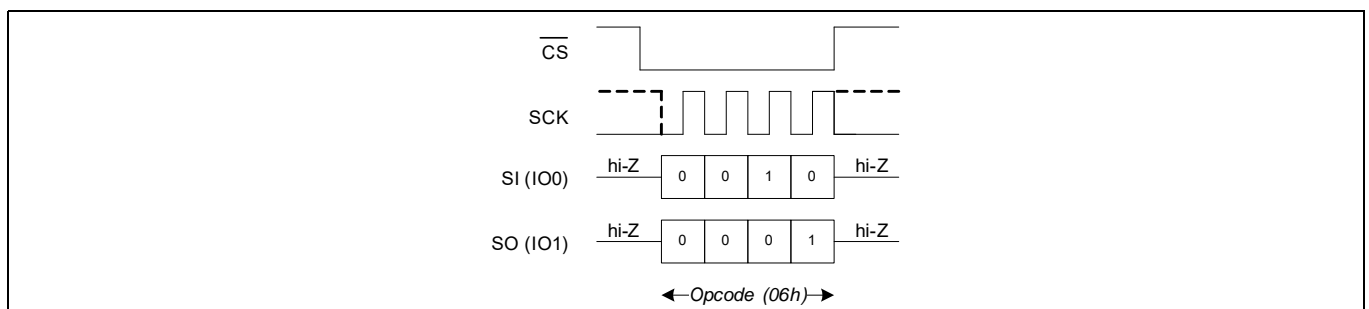 CS
SCK
SI (IO0) hi-Z 0 0 1 0 hi-Z
SO (IO1) hi-Z 0 0 0 1 hi-Z
Opcode (06h)